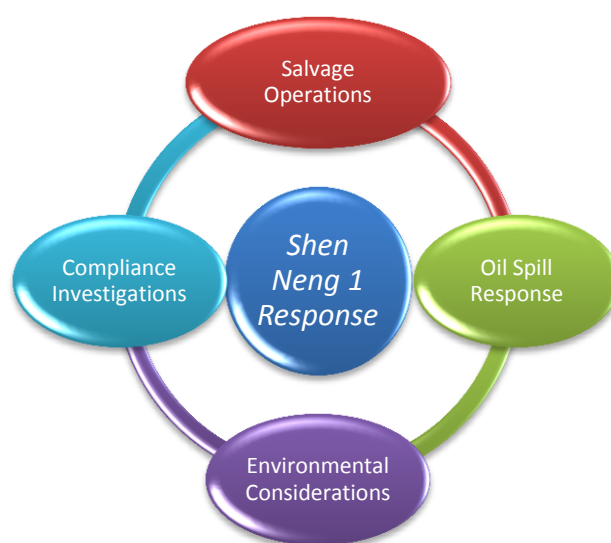 Salvage
Operations
Compliance
Investigations
Shen
Neng 1
Response
Oil Spill
Response
Environmental
Considerations